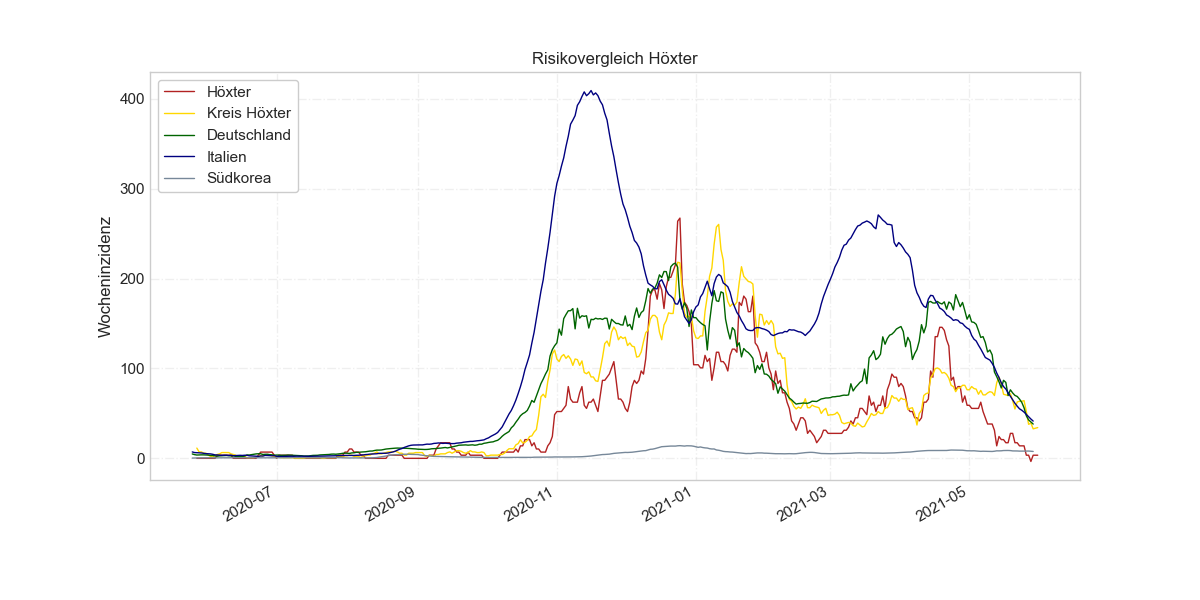 Risikovergleich Höxter
Höxter
Kreis Höxter
Deutschland
Italien
Südkorea
Wocheninzidenz
400
300
200
100
0
2020-07
2020-09
2020-11
2021-01
2021-03
2021-05